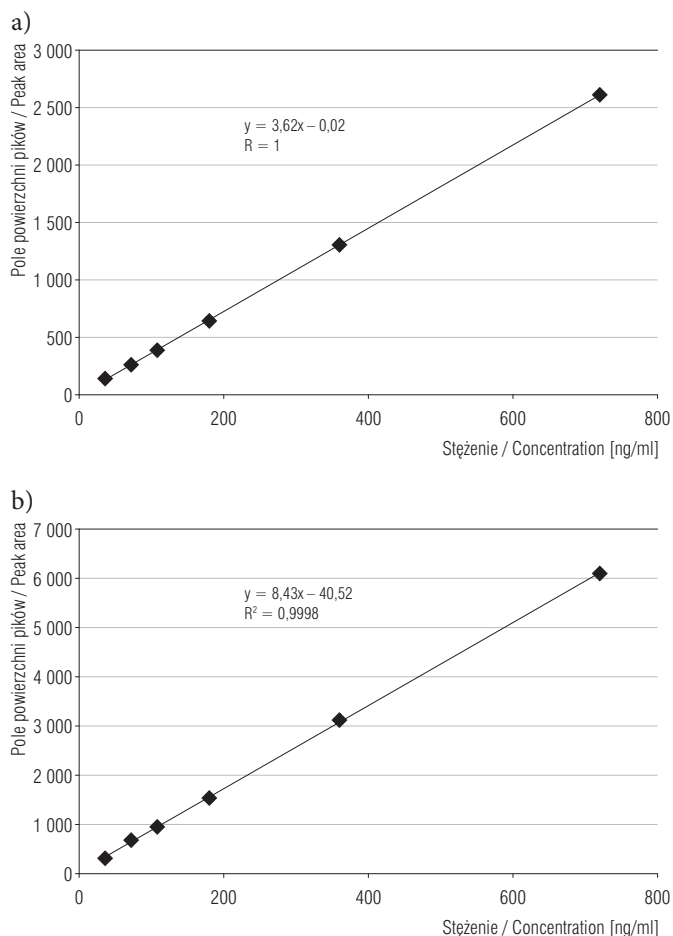 a)
Pole powierzchni pików / Peak area
3 000
2 500
2 000
1 500
1 000
500
0
y = 3,62x – 0,02
R = 1
0 200 400 600 800
Stężenie / Concentration [ng/ml]
b)
Pole powierzchni pików / Peak area
7 000
6 000
5 000
4 000
3 000
2 000
1 000
0
y = 8,43x – 40,52
R² = 0,9998
0 200 400 600 800
Stężenie / Concentration [ng/ml]